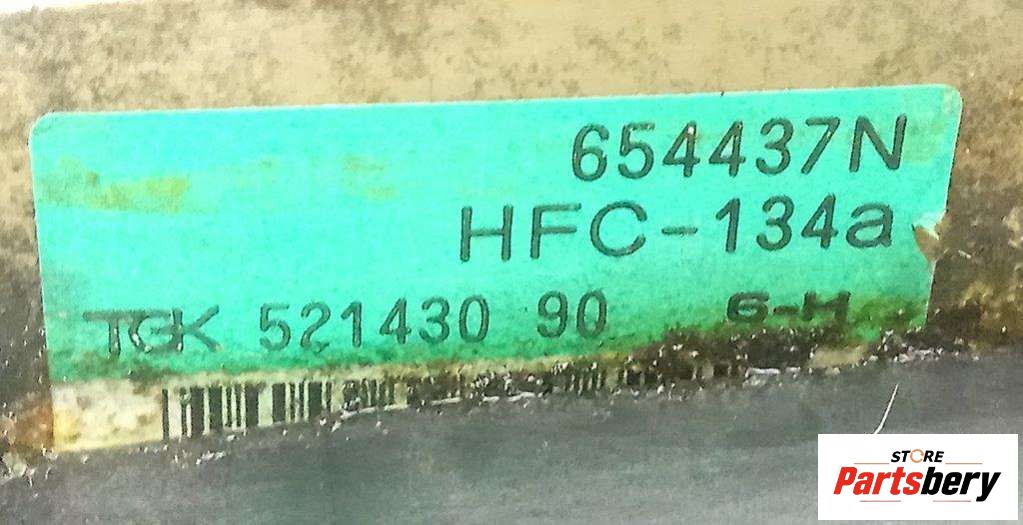 654437N
HFC-134a
TGK 521430 90 6-H
STORE
Partsbery